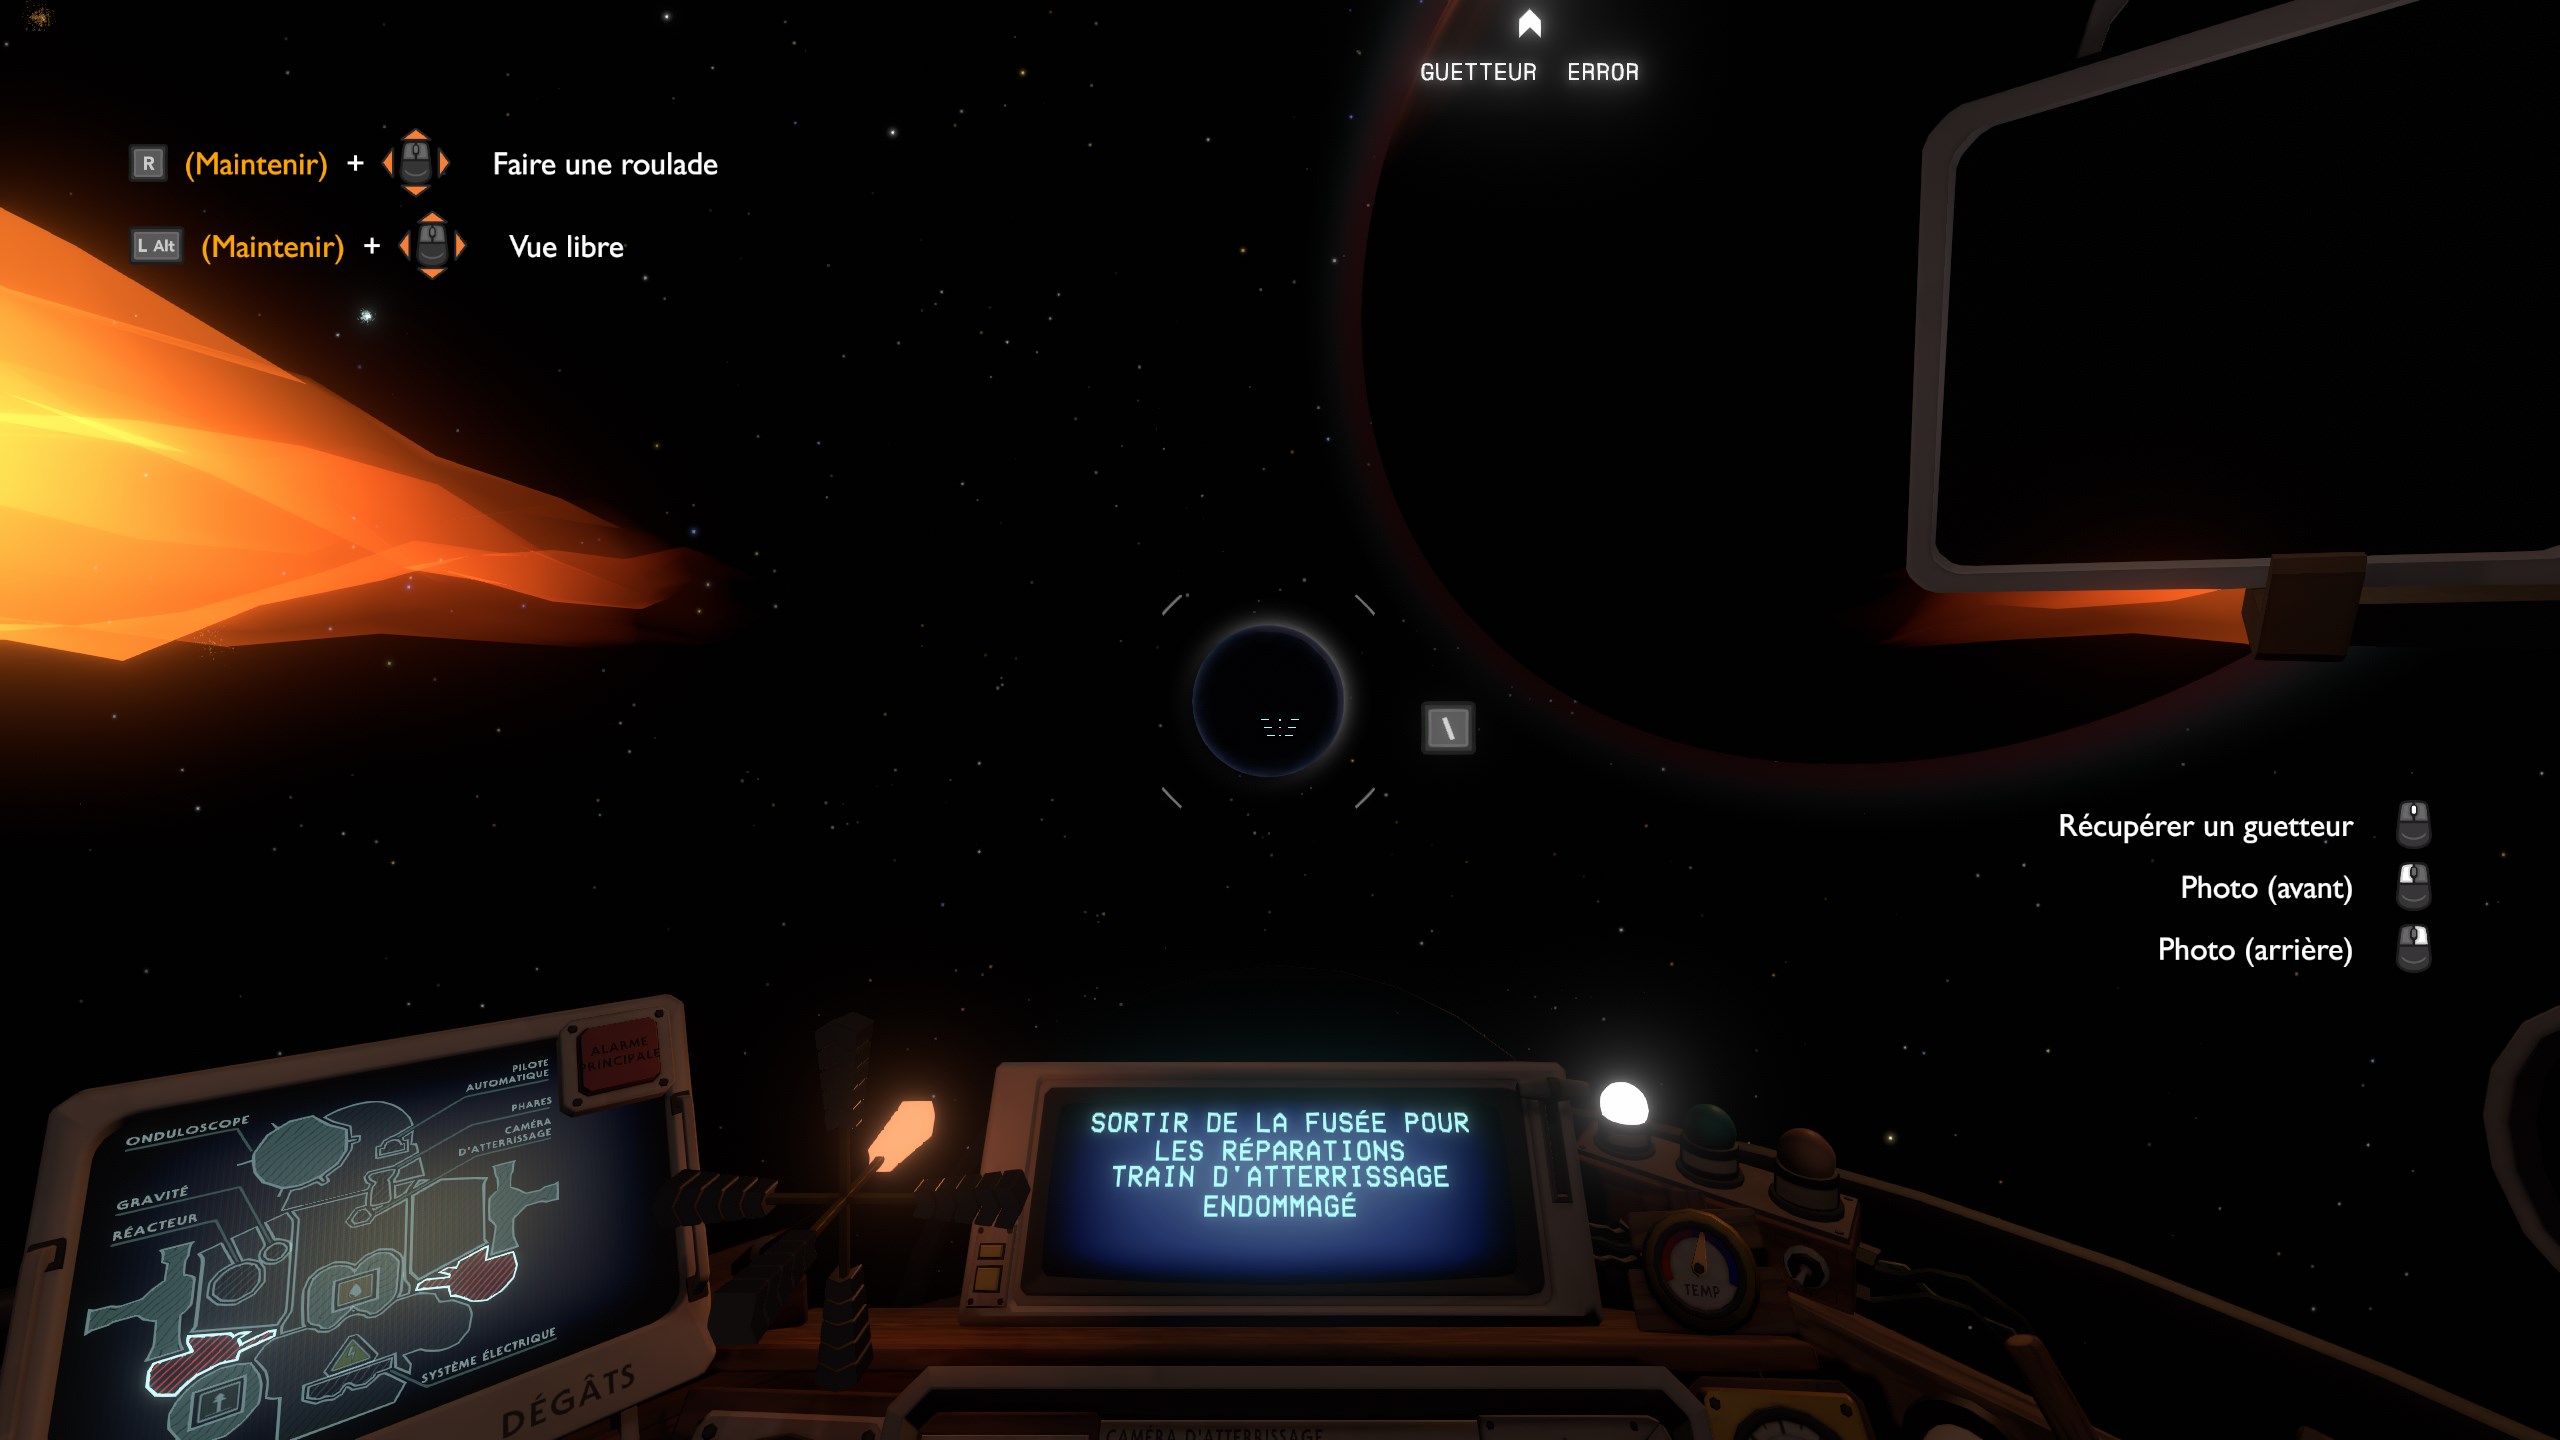 GUETTEUR ERROR
R (Maintenir) + Faire une roulade
L Alt (Maintenir) + Vue libre
\
Récupérer un guetteur
Photo (avant)
Photo (arrière)
ALARME
PRINCIPALE
PILOTE
AUTOMATIQUE
PHARES
CAMÉRA
D'ATTERRISSAGE
ONDULOSCOPE
GRAVITÉ
RÉACTEUR
SYSTÈME ÉLECTRIQUE
DÉGÂTS
SORTIR DE LA FUSÉE POUR
LES RÉPARATIONS
TRAIN D'ATTERRISSAGE
ENDOMMAGÉ
TEMP
CAMÉRA D'ATTERRISSAGE